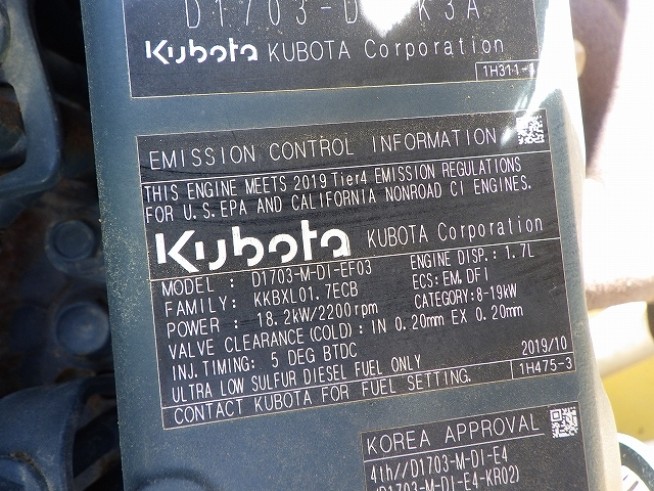 Kubota KUBOTA Corporation
EMISSION CONTROL INFORMATION
THIS ENGINE MEETS 2019 Tier4 EMISSION REGULATIONS
FOR U.S.EPA AND CALIFORNIA NONROAD CI ENGINES.
Kubota KUBOTA Corporation
MODEL : D1703-M-DI-EF03 ENGINE DISP.: 1.7L
FAMILY: KKBXL01.7ECB ECS:EM,DFI
POWER : 18.2kW/2200rpm CATEGORY:8-19kW
VALVE CLEARANCE (COLD): IN 0.20mm EX 0.20mm
INJ.TIMING: 5 DEG BTDC 2019/10
ULTRA LOW SULFUR DIESEL FUEL ONLY 1H475-3
CONTACT KUBOTA FOR FUEL SETTING.
KOREA APPROVAL
4th//D1703-M-DI-E4
(D1703-M-DI-E4-KR02)